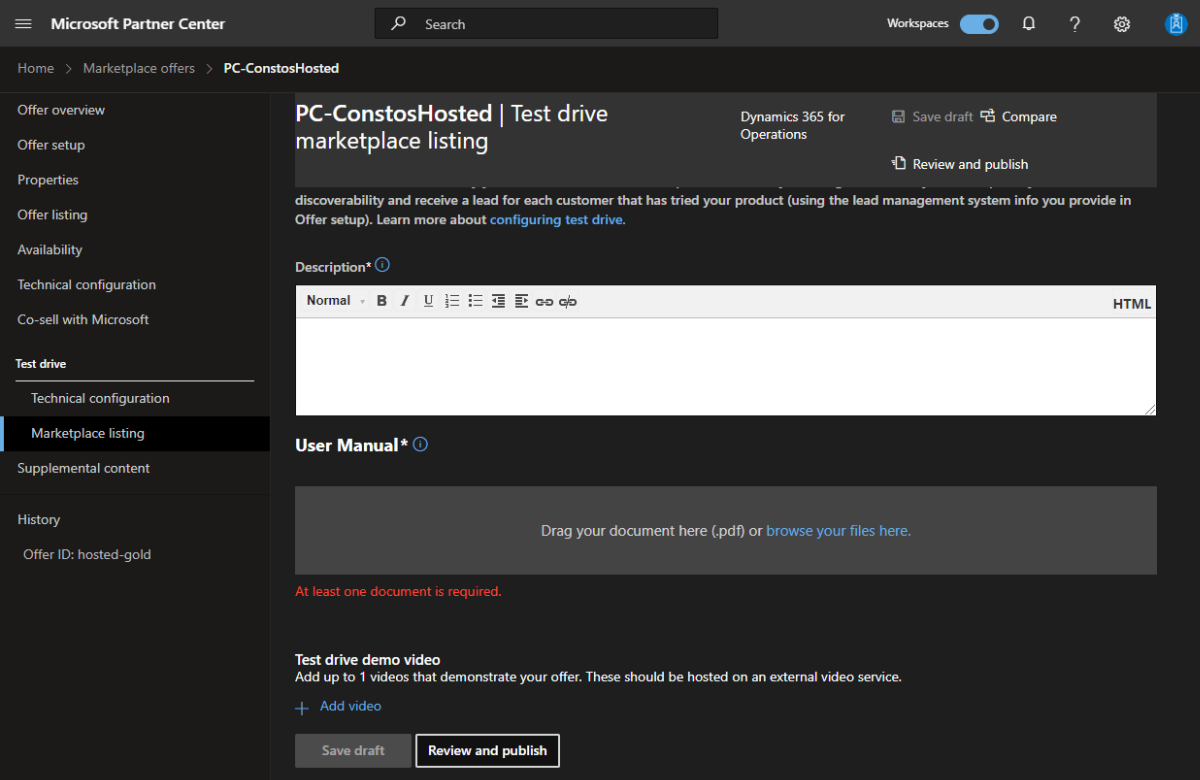 Microsoft Partner Center
Search
Workspaces
Home > Marketplace offers > PC-ConstosHosted
Offer overview
Offer setup
Properties
Offer listing
Availability
Technical configuration
Co-sell with Microsoft
Test drive
Technical configuration
Marketplace listing
Supplemental content
History
Offer ID: hosted-gold
PC-ConstosHosted | Test drive
marketplace listing
Dynamics 365 for
Operations
Save draft
Compare
Review and publish
discoverability and receive a lead for each customer that has tried your product (using the lead management system info you provide in
Offer setup). Learn more about configuring test drive.
Description*
Normal
B I U
HTML
User Manual*
Drag your document here (.pdf) or browse your files here.
At least one document is required.
Test drive demo video
Add up to 1 videos that demonstrate your offer. These should be hosted on an external video service.
+ Add video
Save draft
Review and publish